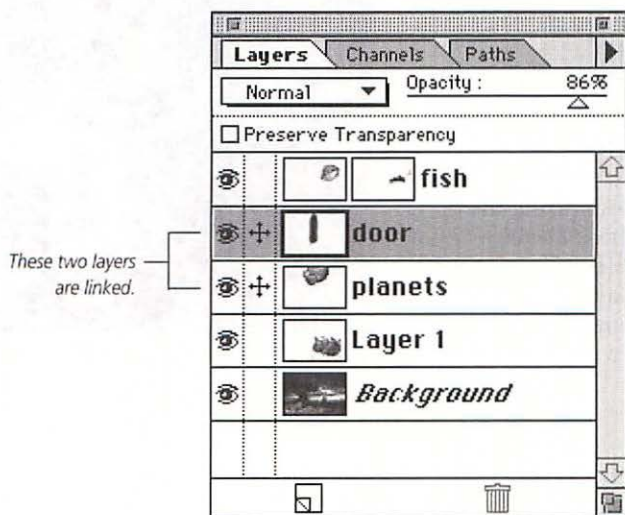 Layers Channels Paths
Normal Opacity : 86%
Preserve Transparency
fish
door
These two layers
are linked.
planets
Layer 1
Background